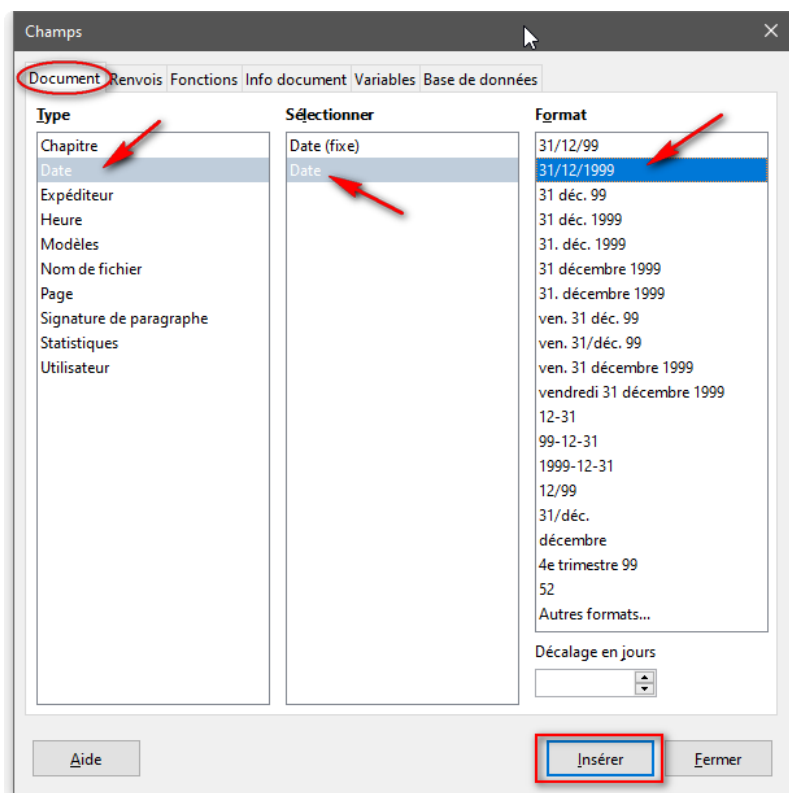 Champs
Document Renvois Fonctions Info document Variables Base de données
Type
Chapitre
Date
Expéditeur
Heure
Modèles
Nom de fichier
Page
Signature de paragraphe
Statistiques
Utilisateur
Sélectionner
Date (fixe)
Date
Format
31/12/99
31/12/1999
31 déc. 99
31 déc. 1999
31. déc. 1999
31 décembre 1999
31. décembre 1999
ven. 31 déc. 99
ven. 31/déc. 99
ven. 31 décembre 1999
vendredi 31 décembre 1999
12-31
99-12-31
1999-12-31
12/99
31/déc.
décembre
4e trimestre 99
52
Autres formats...
Décalage en jours
Aide
Insérer
Fermer